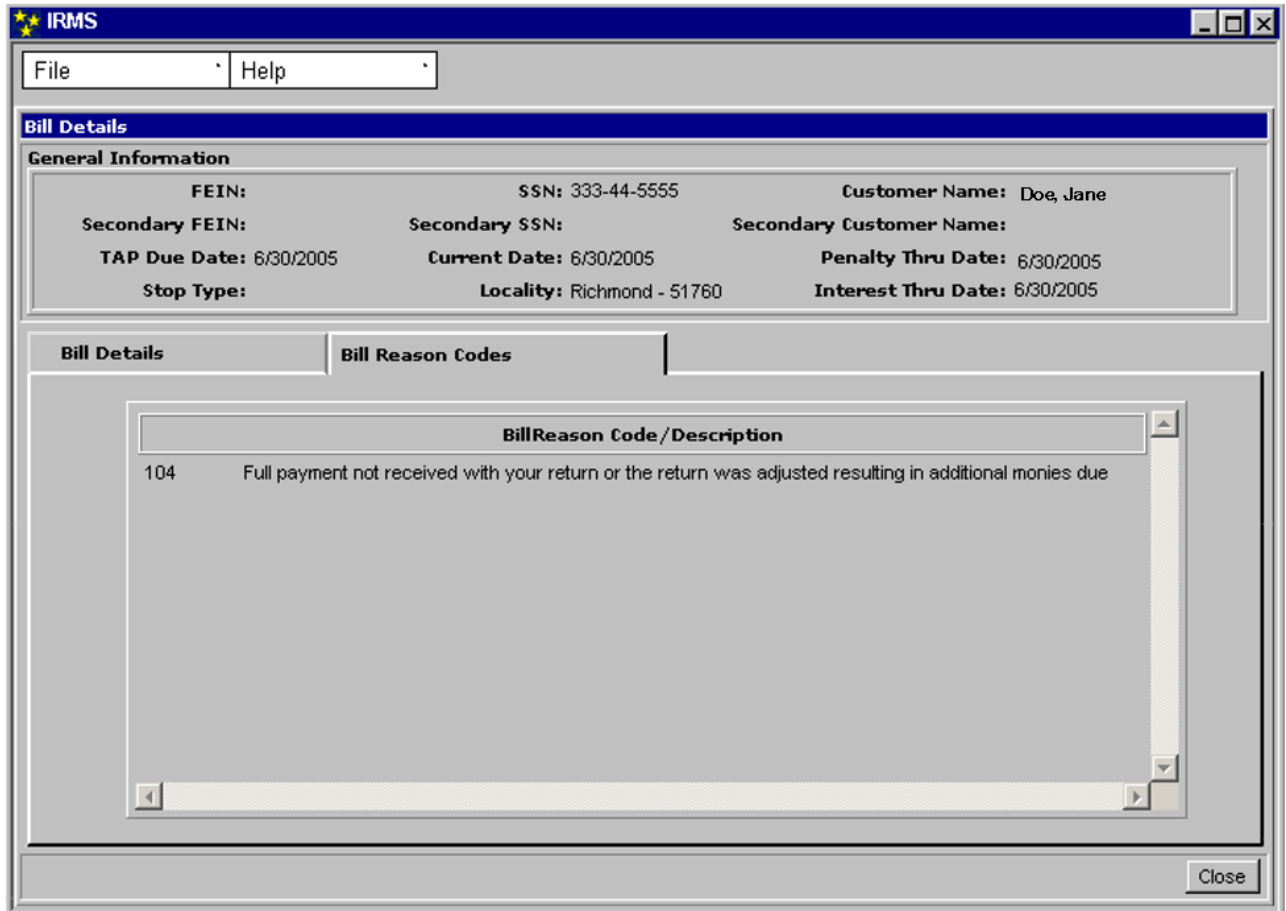 IRMS
File Help
Bill Details
General Information
FEIN: SSN: 333-44-5555 Customer Name: Doe, Jane
Secondary FEIN: Secondary SSN: Secondary Customer Name:
TAP Due Date: 6/30/2005 Current Date: 6/30/2005 Penalty Thru Date: 6/30/2005
Stop Type: Locality: Richmond - 51760 Interest Thru Date: 6/30/2005
Bill Details Bill Reason Codes
BillReason Code/Description
104 Full payment not received with your return or the return was adjusted resulting in additional monies due
Close